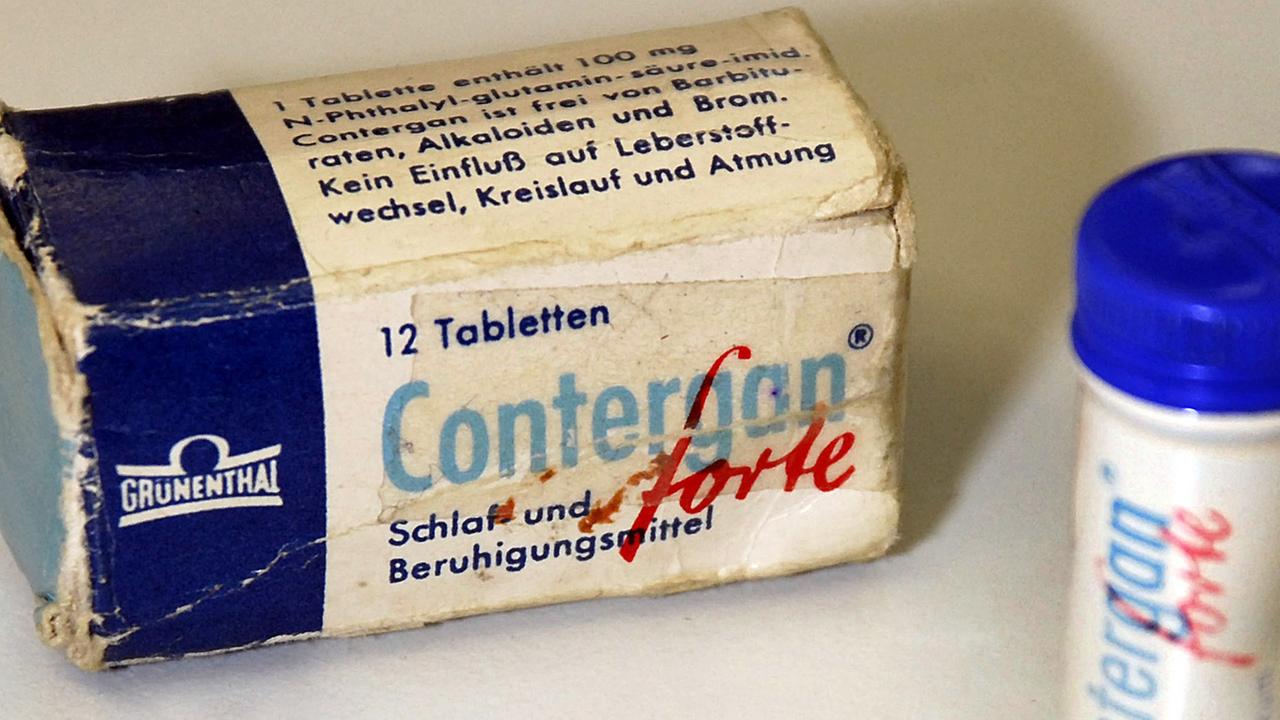 1 Tablette enthält 100 mg
N-Phthalyl-glutamin-säure-imid.
Contergan ist frei von Barbitu-
raten, Alkaloiden und Brom.
Kein Einfluß auf Leberstoff-
wechsel, Kreislauf und Atmung
12 Tabletten
Contergan®
forte
Schlaf- und
Beruhigungsmittel
GRÜNENTHAL
tergan
forte